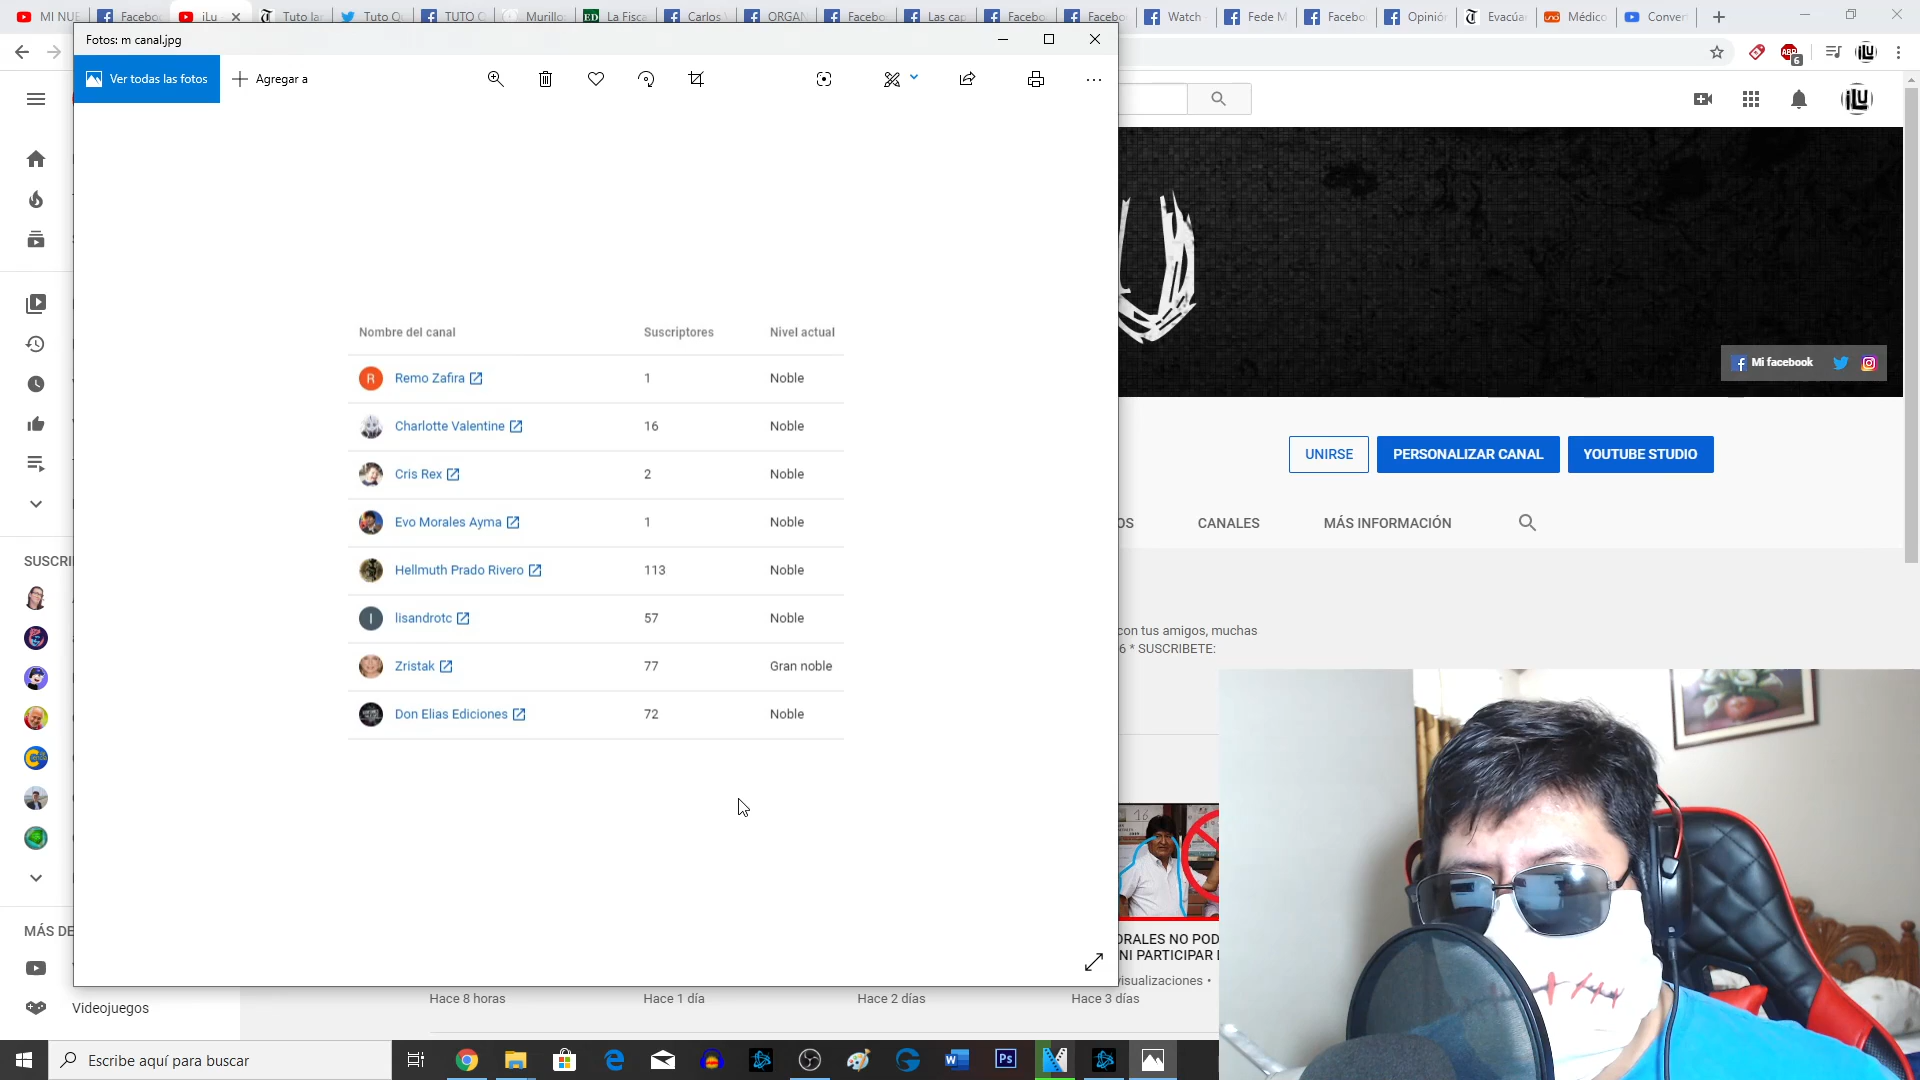 MI NUE
Facebo
iLu
Tuto la
Tuto Q
TUTO C
Murillo
La Fisca
Carlos
ORGAN
Facebo
Las cap
Facebo
Facebo
Watch
Fede M
Facebo
Opinión
Evacúa
Médico
Convert
Fotos: m canal.jpg
Ver todas las fotos
Agregar a
Nombre del canal Suscriptores Nivel actual
Remo Zafira 1 Noble
Charlotte Valentine 16 Noble
Cris Rex 2 Noble
Evo Morales Ayma 1 Noble
Hellmuth Prado Rivero 113 Noble
lisandrotc 57 Noble
Zristak 77 Gran noble
Don Elias Ediciones 72 Noble
Mi facebook
UNIRSE PERSONALIZAR CANAL YOUTUBE STUDIO
OS CANALES MÁS INFORMACIÓN
con tus amigos, muchas
6 * SUSCRIBETE:
SUSCRI
MÁS DE
Videojuegos
ORALES NO POD
NI PARTICIPAR
visualizaciones •
Hace 8 horas Hace 1 día Hace 2 días Hace 3 días
Escribe aquí para buscar